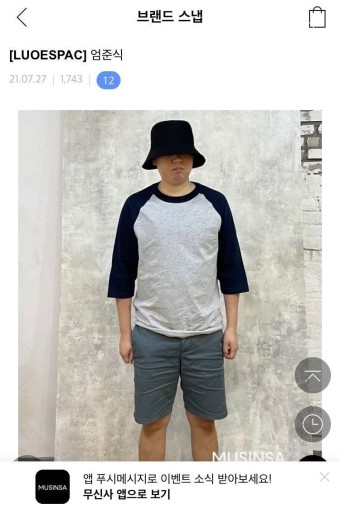 브랜드 스냅
[LUOESPAC] 엄준식
21.07.27 | 1,743 | 12
MUSINSA
MUSINSA
앱 푸시메시지로 이벤트 소식 받아보세요!
무신사 앱으로 보기